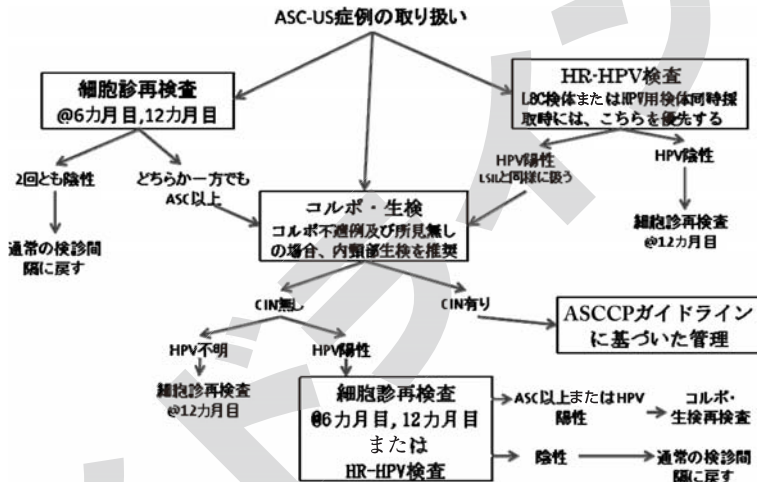 ASC-US症例の取り扱い
細胞診再検査
@6カ月目,12カ月目
HR-HPV検査
LBC検体またはHPV用検体同時採
取時には、こちらを優先する
2回とも陰性
どちらか一方でも
ASC以上
HPV陽性
LSILと同様に扱う
HPV陰性
通常の検診間
隔に戻す
コルポ・生検
コルポ不適例及び所見無し
の場合、内頸部生検を推奨
細胞診再検査
@12カ月目
CIN無し
CIN有り
ASCCPガイドライン
に基づいた管理
HPV不明
HPV陽性
細胞診再検査
@12カ月目
細胞診再検査
@6カ月目,12カ月目
または
HR-HPV検査
ASC以上またはHPV
陽性
コルポ・
生検再検査
陰性
通常の検診間
隔に戻す